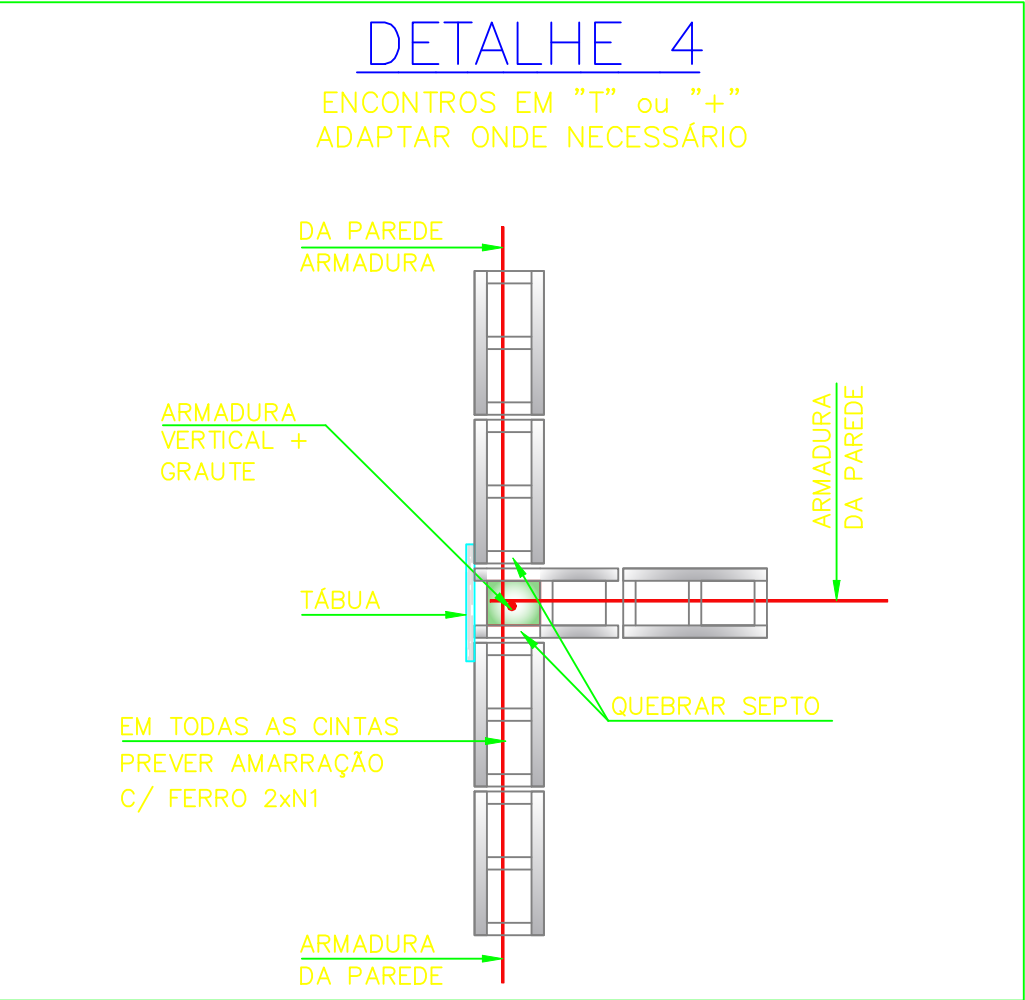 DETALHE 4
ENCONTROS EM "T" ou "+"
ADAPTAR ONDE NECESSÁRIO
DA PAREDE
ARMADURA
ARMADURA
VERTICAL +
GRAUTE
ARMADURA
DA PAREDE
TÁBUA
QUEBRAR SEPTO
EM TODAS AS CINTAS
PREVER AMARRAÇÃO
C/ FERRO 2xN1
ARMADURA
DA PAREDE